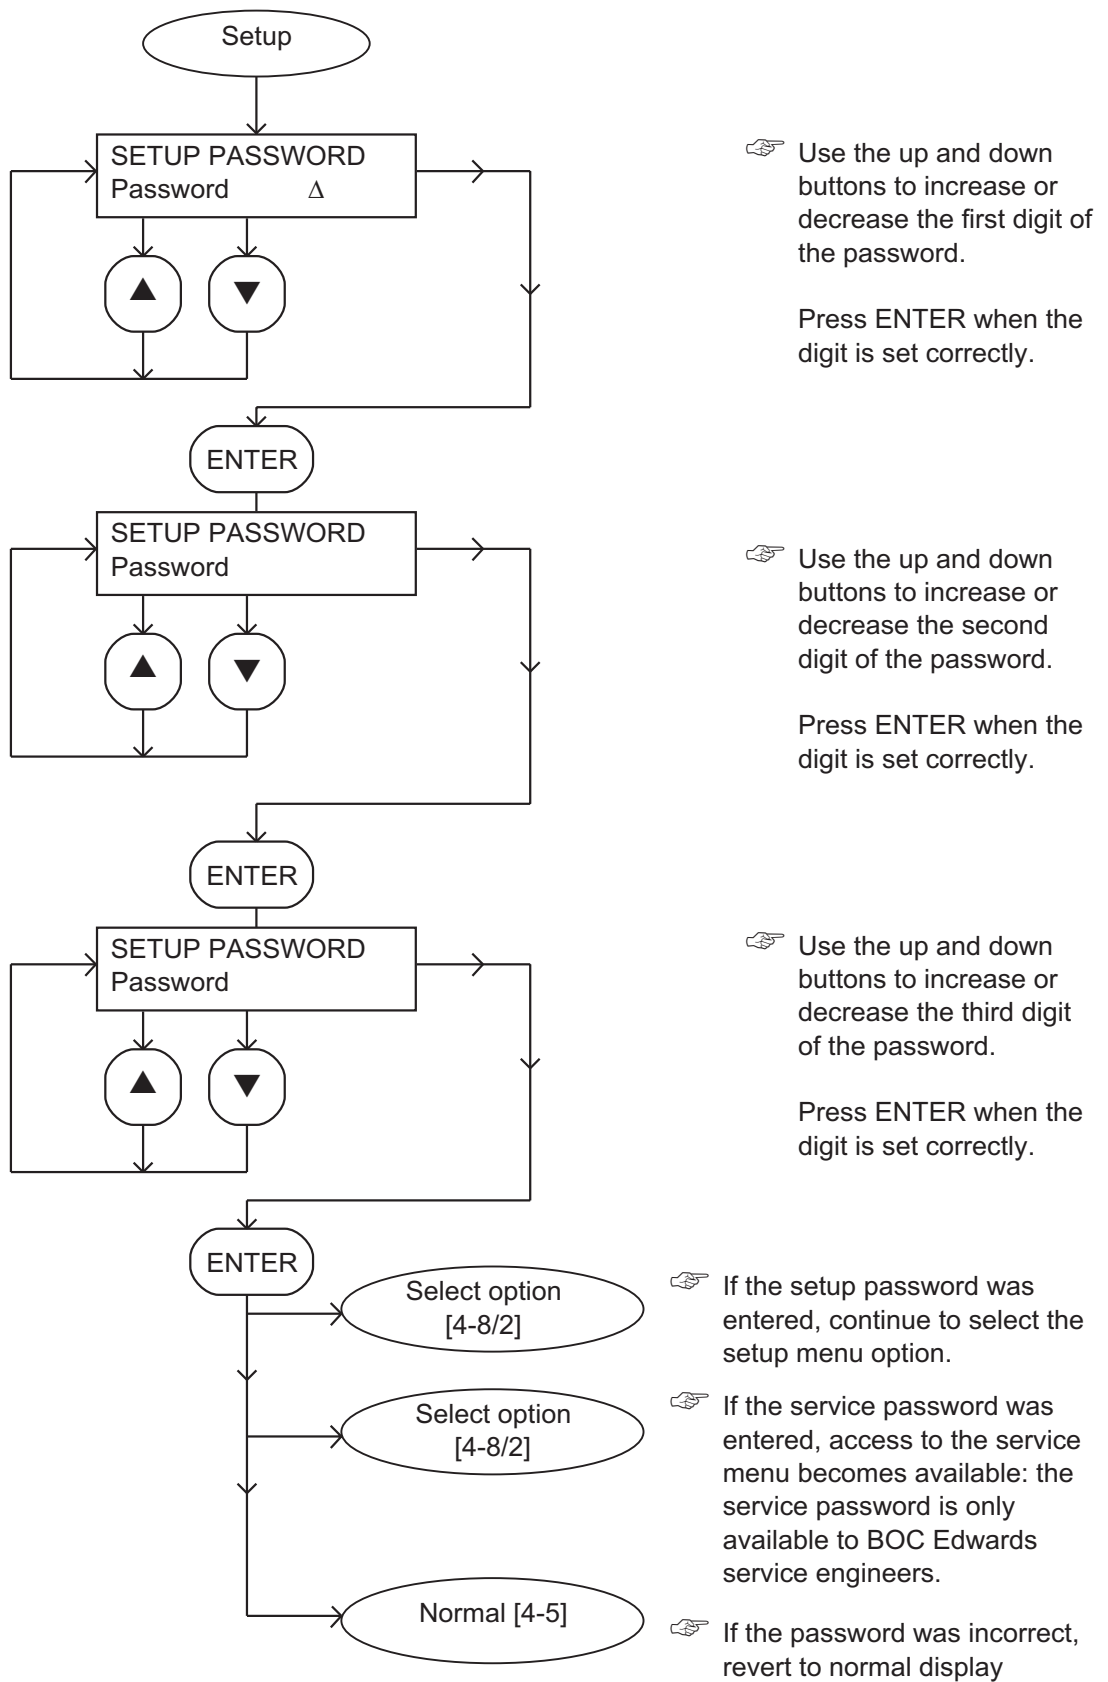 Setup
SETUP PASSWORD
Password Δ
☞ Use the up and down
buttons to increase or
decrease the first digit of
the password.
Press ENTER when the
digit is set correctly.
▲ ▼
ENTER
SETUP PASSWORD
Password
☞ Use the up and down
buttons to increase or
decrease the second
digit of the password.
Press ENTER when the
digit is set correctly.
▲ ▼
ENTER
SETUP PASSWORD
Password
☞ Use the up and down
buttons to increase or
decrease the third digit
of the password.
Press ENTER when the
digit is set correctly.
▲ ▼
ENTER
Select option
[4-8/2]
☞ If the setup password was
entered, continue to select the
setup menu option.
Select option
[4-8/2]
☞ If the service password was
entered, access to the service
menu becomes available: the
service password is only
available to BOC Edwards
service engineers.
Normal [4-5]
☞ If the password was incorrect,
revert to normal display